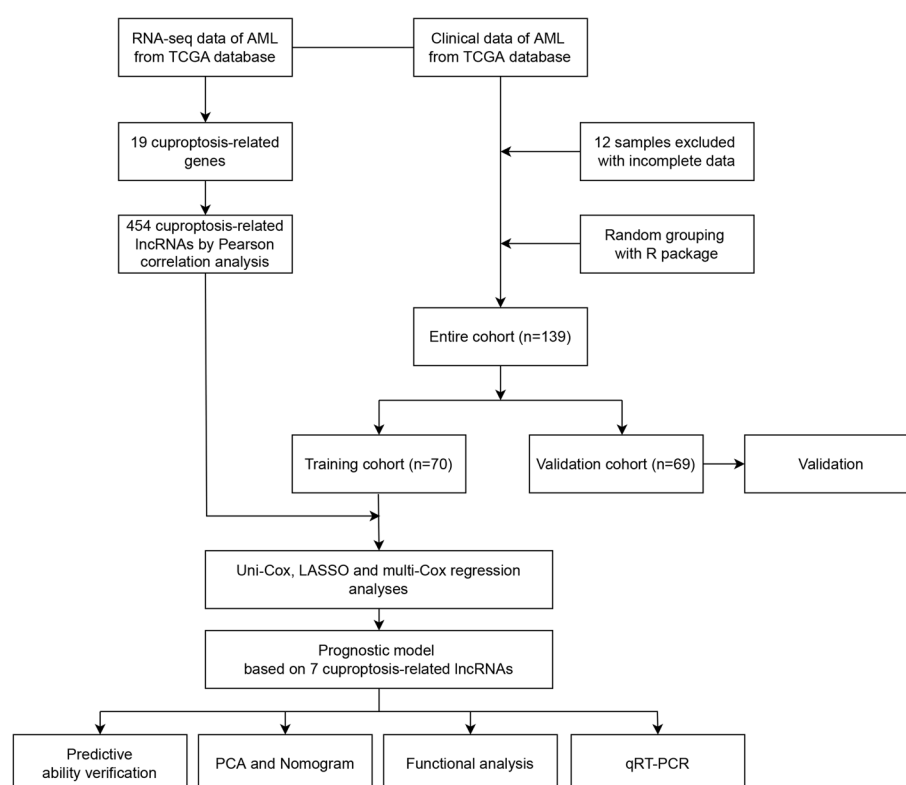 RNA-seq data of AML
from TCGA database
Clinical data of AML
from TCGA database
19 cuproptosis-related
genes
12 samples excluded
with incomplete data
454 cuproptosis-related
lncRNAs by Pearson
correlation analysis
Random grouping
with R package
Entire cohort (n=139)
Training cohort (n=70)
Validation cohort (n=69)
Validation
Uni-Cox, LASSO and multi-Cox regression
analyses
Prognostic model
based on 7 cuproptosis-related lncRNAs
Predictive
ability verification
PCA and Nomogram
Functional analysis
qRT-PCR